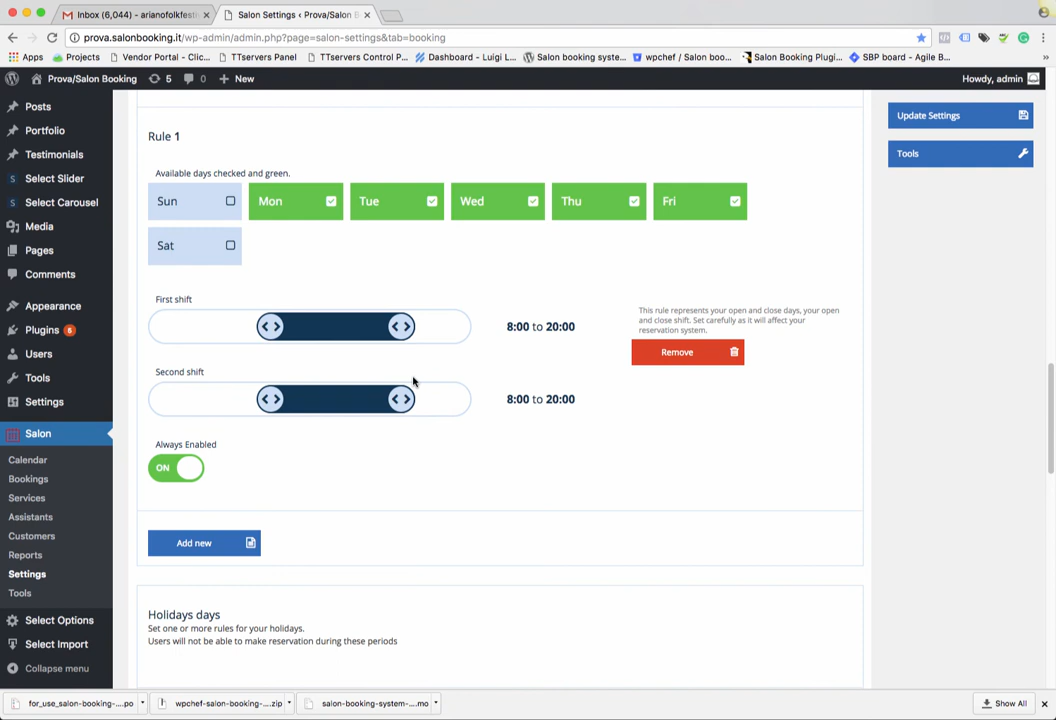 Inbox (6,044) - arianofolkfesti
Salon Settings ‹ Prova/Salon B
prova.salonbooking.it/wp-admin/admin.php?page=salon-settings&tab=booking
Apps
Projects
Vendor Portal - Clic...
TTservers Panel
TTservers Control P...
Dashboard - Luigi L...
Salon booking syste...
wpchef / Salon boo...
Salon Booking Plugi...
SBP board - Agile B...
»
Prova/Salon Booking
5
0
New
Howdy, admin
Posts
Portfolio
Testimonials
Select Slider
Select Carousel
Media
Pages
Comments
Appearance
Plugins 6
Users
Tools
Settings
Salon
Calendar
Bookings
Services
Assistants
Customers
Reports
Settings
Tools
Select Options
Select Import
Collapse menu
Rule 1
Available days checked and green.
Sun
Mon
Tue
Wed
Thu
Fri
Sat
First shift
8:00 to 20:00
This rule represents your open and close days, your open
and close shift. Set carefully as it will affect your
reservation system.
Remove
Second shift
8:00 to 20:00
Always Enabled
ON
Add new
Holidays days
Set one or more rules for your holidays.
Users will not be able to make reservation during these periods
Update Settings
Tools
for_use_salon-booking-....po
wpchef-salon-booking-....zip
salon-booking-system-....mo
Show All